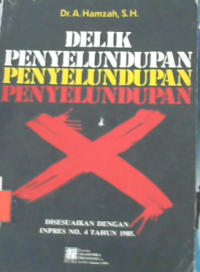 Dr. A. Hamzah, S. H.
DELIK
PENYELUNDUPAN
PENYELUNDUPAN
PENYELUNDUPAN
DISESUAIKAN DENGAN
INPRES NO. 4 TAHUN 1985.